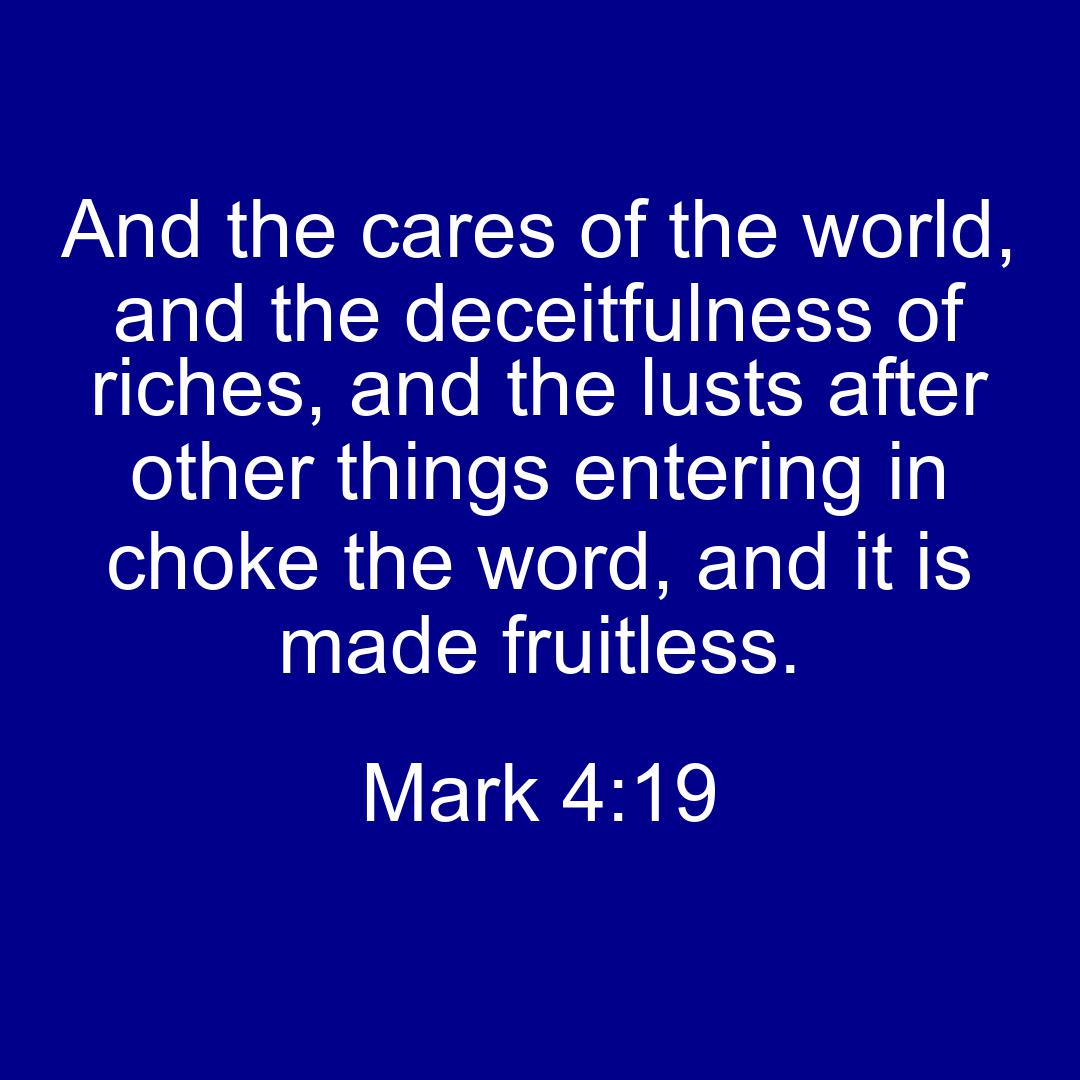 And the cares of the world,
and the deceitfulness of
riches, and the lusts after
other things entering in
choke the word, and it is
made fruitless.
Mark 4:19